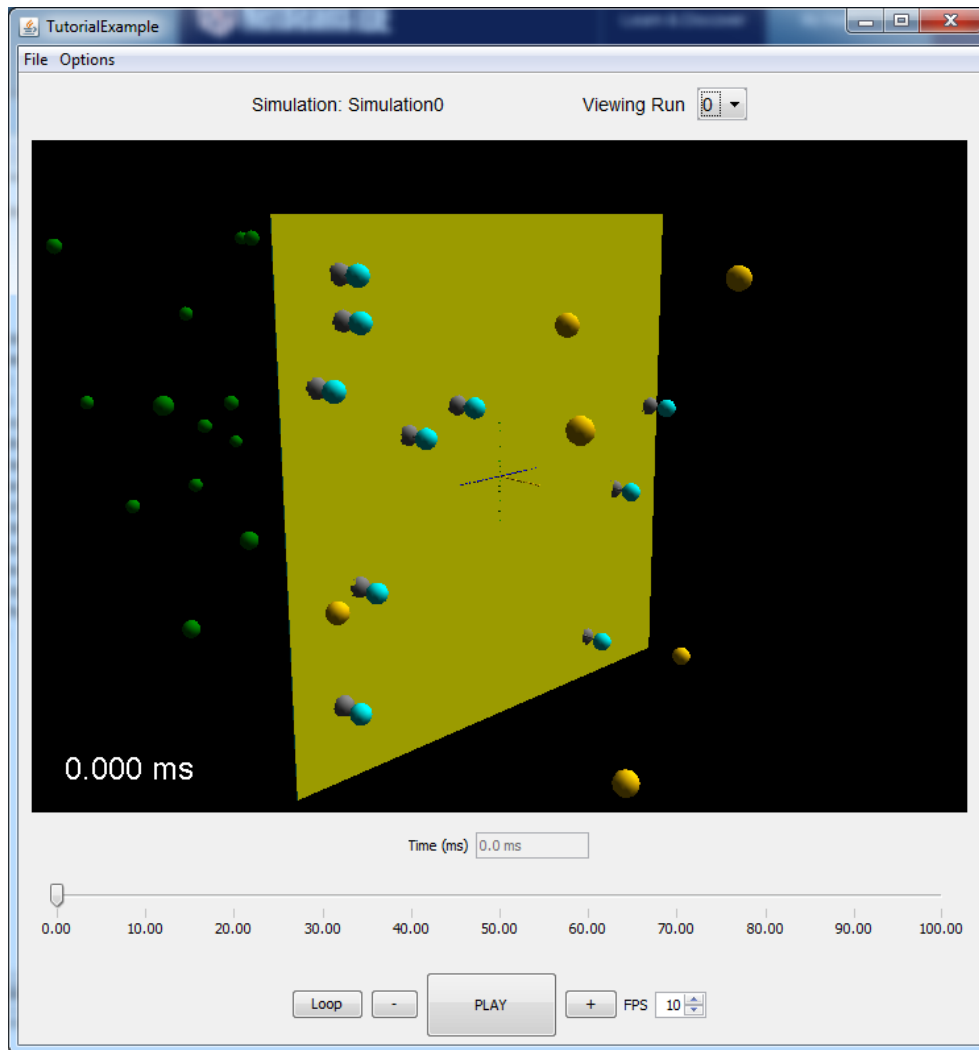 TutorialExample
File Options
Simulation: Simulation0 Viewing Run 0
0.000 ms
Time (ms) 0.0 ms
0.00 10.00 20.00 30.00 40.00 50.00 60.00 70.00 80.00 90.00 100.00
Loop - PLAY + FPS 10